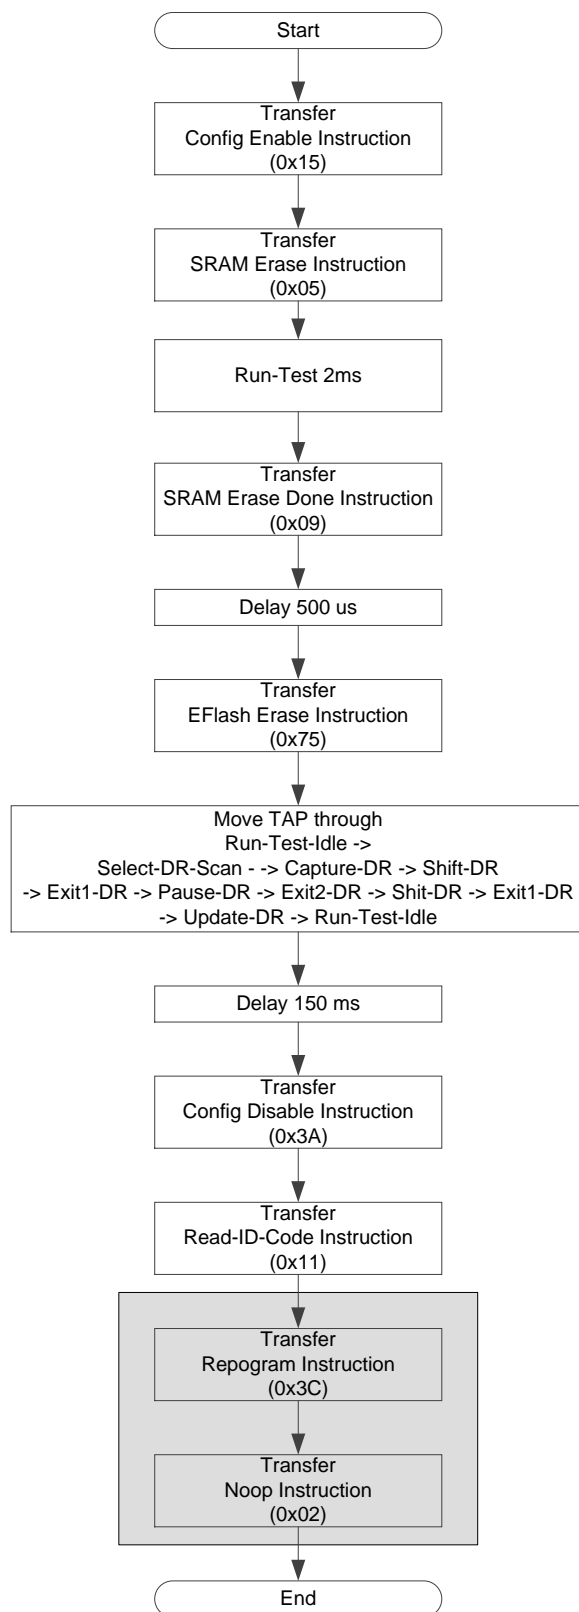 Start
Transfer
Config Enable Instruction
(0x15)
Transfer
SRAM Erase Instruction
(0x05)
Run-Test 2ms
Transfer
SRAM Erase Done Instruction
(0x09)
Delay 500 us
Transfer
EFlash Erase Instruction
(0x75)
Move TAP through
Run-Test-Idle ->
Select-DR-Scan - -> Capture-DR -> Shift-DR
-> Exit1-DR -> Pause-DR -> Exit2-DR -> Shit-DR -> Exit1-DR
-> Update-DR -> Run-Test-Idle
Delay 150 ms
Transfer
Config Disable Instruction
(0x3A)
Transfer
Read-ID-Code Instruction
(0x11)
Transfer
Repogram Instruction
(0x3C)
Transfer
Noop Instruction
(0x02)
End